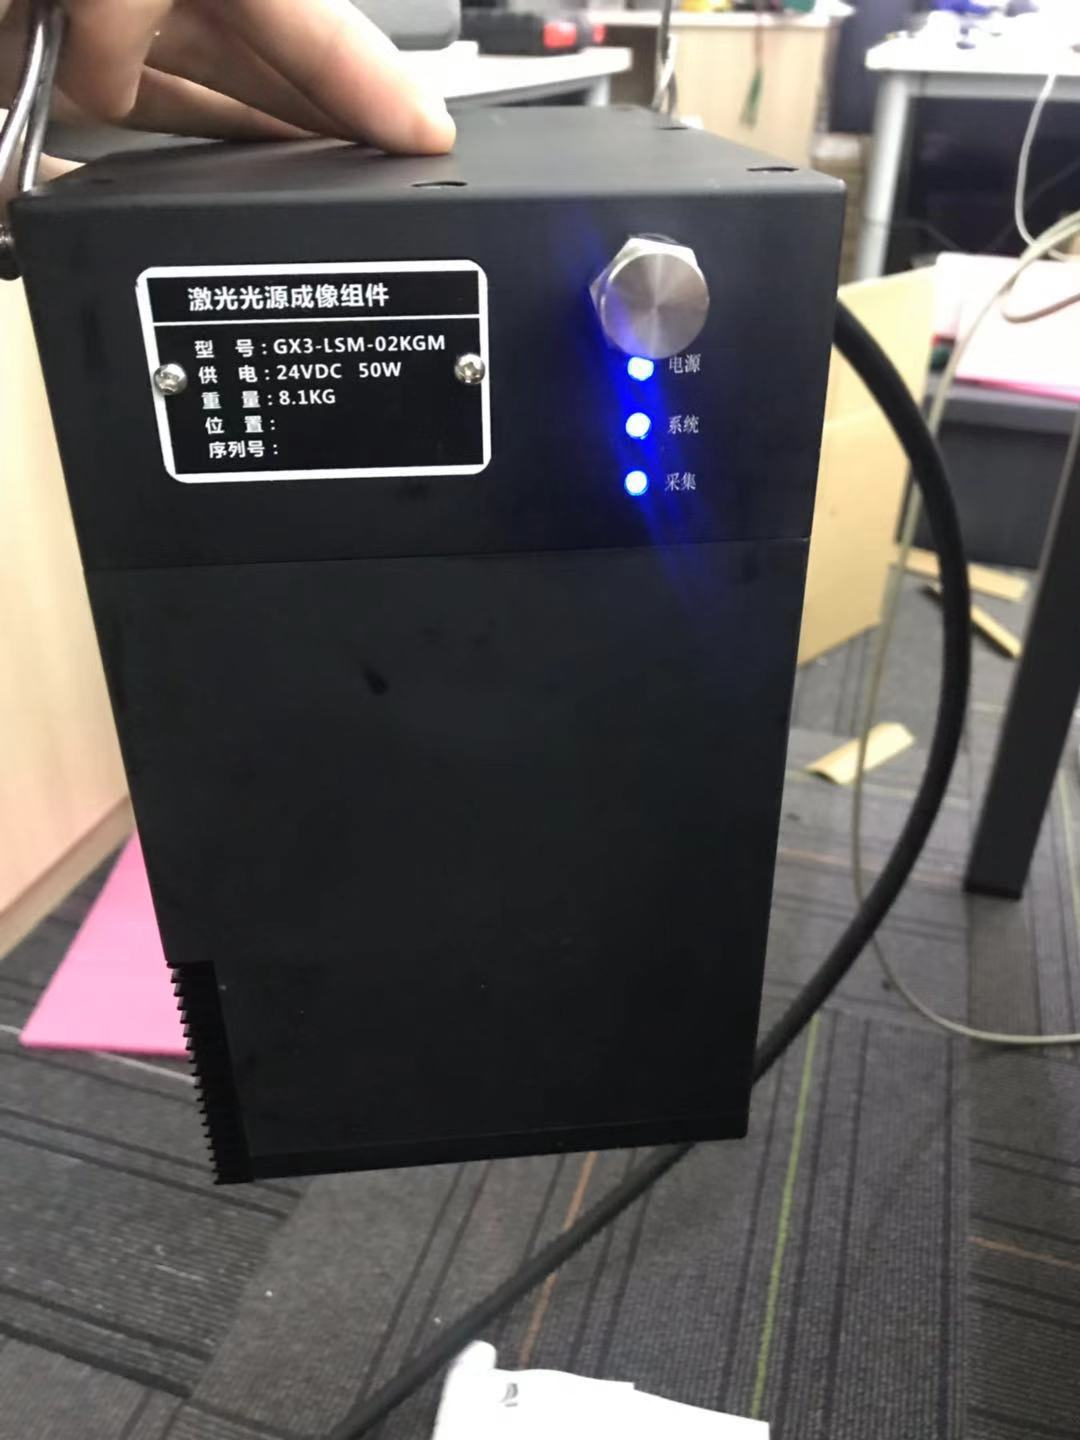 激光光源成像组件
型 号：GX3-LSM-02KGM
供 电：24VDC 50W
重 量：8.1KG
位 置：
序列号：
电源
系统
采集